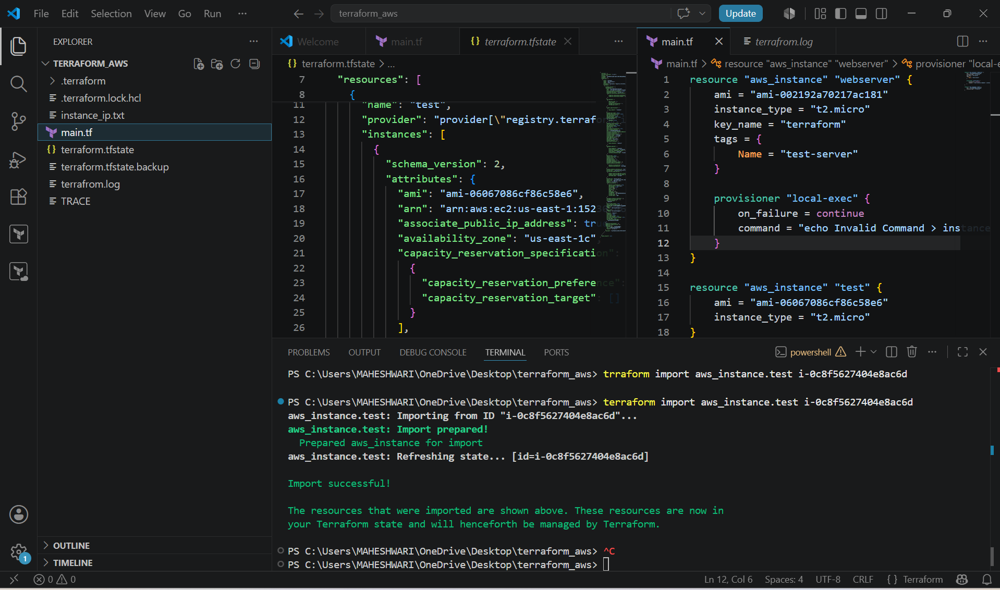 File Edit Selection View Go Run ···
terraform_aws
Update
EXPLORER
TERRAFORM_AWS
.terraform
.terraform.lock.hcl
instance_ip.txt
main.tf
terraform.tfstate
terraform.tfstate.backup
terrafrom.log
TRACE
OUTLINE
TIMELINE
1
Welcome
main.tf
{} terraform.tfstate
{} terraform.tfstate > ...
7 "resources": [
8 {
11 "name": "test",
12 "provider": "provider[\"registry.terraf
13 "instances": [
14 {
15 "schema_version": 2,
16 "attributes": {
17 "ami": "ami-06067086cf86c58e6",
18 "arn": "arn:aws:ec2:us-east-1:152
19 "associate_public_ip_address": true
20 "availability_zone": "us-east-1c",
21 "capacity_reservation_specification":
22 {
23 "capacity_reservation_preference":
24 "capacity_reservation_target": []
25 }
26 ],
main.tf
terrafrom.log
main.tf > resource "aws_instance" "webserver" > provisioner "local-e
1 resource "aws_instance" "webserver" {
2 ami = "ami-002192a70217ac181"
3 instance_type = "t2.micro"
4 key_name = "terraform"
5 tags = {
6 Name = "test-server"
7 }
8
9 provisioner "local-exec" {
10 on_failure = continue
11 command = "echo Invalid Command > instance
12 }
13 }
14
15 resource "aws_instance" "test" {
16 ami = "ami-06067086cf86c58e6"
17 instance_type = "t2.micro"
18 }
PROBLEMS OUTPUT DEBUG CONSOLE TERMINAL PORTS
powershell
PS C:\Users\MAHESHWARI\OneDrive\Desktop\terraform_aws> trraform import aws_instance.test i-0c8f5627404e8ac6d
PS C:\Users\MAHESHWARI\OneDrive\Desktop\terraform_aws> terraform import aws_instance.test i-0c8f5627404e8ac6d
aws_instance.test: Importing from ID "i-0c8f5627404e8ac6d"...
aws_instance.test: Import prepared!
Prepared aws_instance for import
aws_instance.test: Refreshing state... [id=i-0c8f5627404e8ac6d]
Import successful!
The resources that were imported are shown above. These resources are now in
your Terraform state and will henceforth be managed by Terraform.
PS C:\Users\MAHESHWARI\OneDrive\Desktop\terraform_aws> ^C
PS C:\Users\MAHESHWARI\OneDrive\Desktop\terraform_aws>
0 0
Ln 12, Col 6 Spaces: 4 UTF-8 CRLF {} Terraform